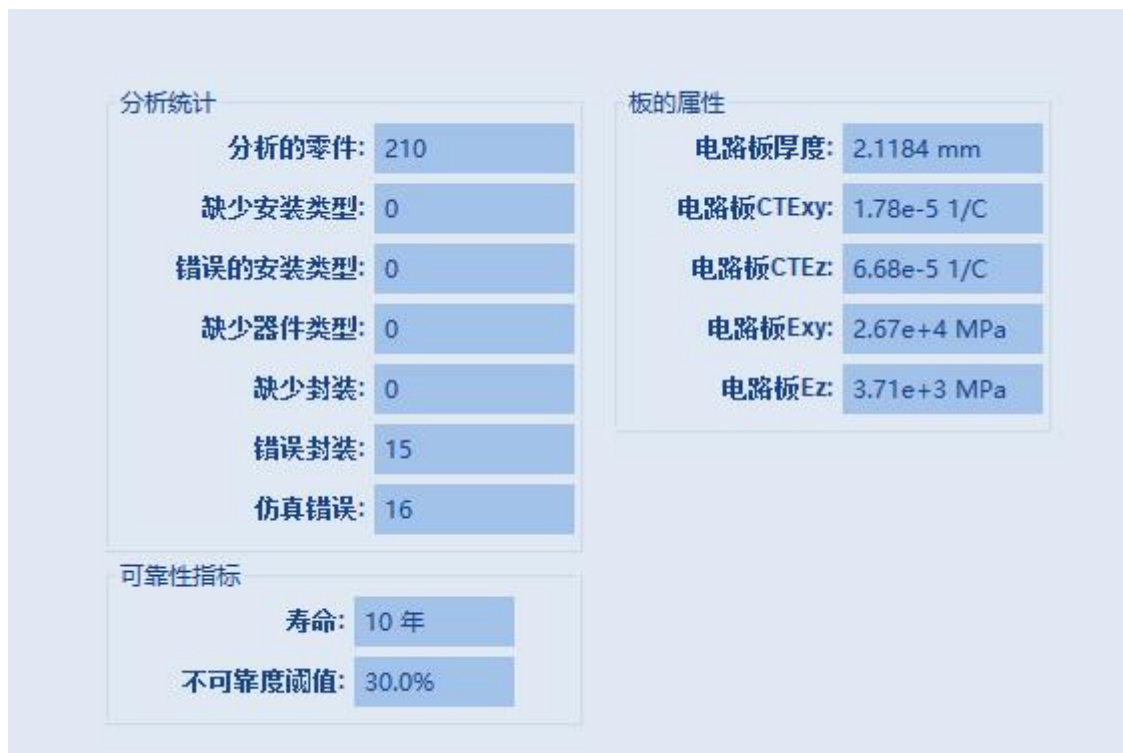 分析统计
分析的零件: 210
缺少安装类型: 0
错误的安装类型: 0
缺少器件类型: 0
缺少封装: 0
错误封装: 15
仿真错误: 16
板的属性
电路板厚度: 2.1184 mm
电路板CTExy: 1.78e-5 1/C
电路板CTEz: 6.68e-5 1/C
电路板Exy: 2.67e+4 MPa
电路板Ez: 3.71e+3 MPa
可靠性指标
寿命: 10 年
不可靠度阈值: 30.0%